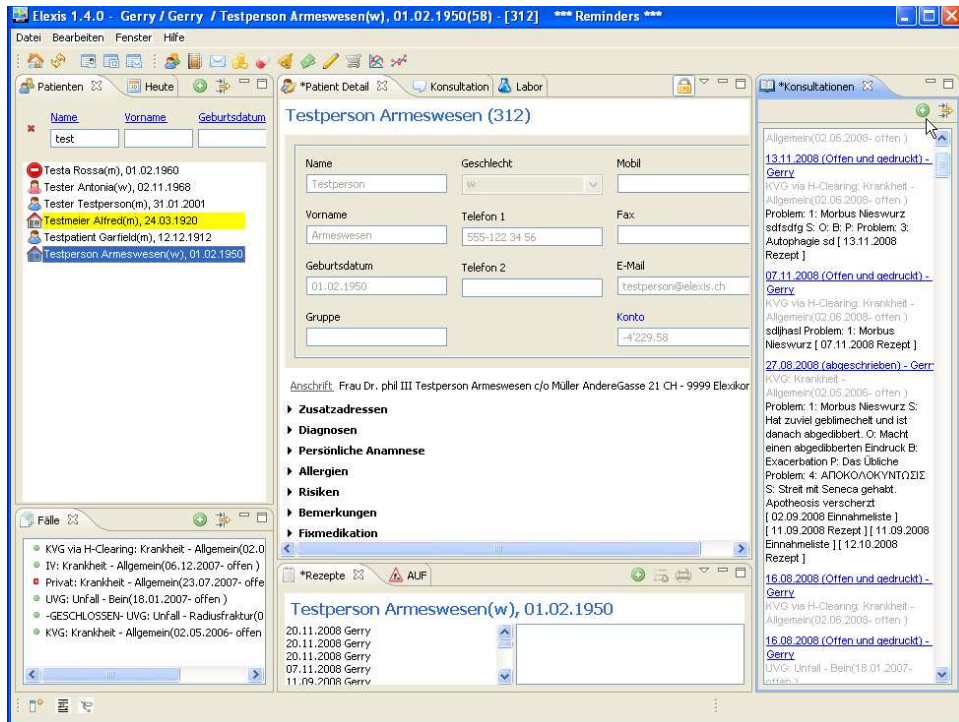 Elexis 1.4.0 - Gerry / Gerry / Testperson Armeswesen(w), 01.02.1950(58) - [312] *** Reminders ***
Datei Bearbeiten Fenster Hilfe
Patienten Heute
Name Vorname Geburtsdatum
test
Testa Rossa(m), 01.02.1960
Tester Antonia(w), 02.11.1968
Tester Testperson(m), 31.01.2001
Testmeier Alfred(m), 24.03.1920
Testpatient Garfield(m), 12.12.1912
Testperson Armeswesen(w), 01.02.1950
Fälle
KVG via H-Clearing: Krankheit - Allgemein(02.0
IV: Krankheit - Allgemein(06.12.2007- offen )
Privat: Krankheit - Allgemein(23.07.2007- offe
UVG: Unfall - Bein(18.01.2007- offen )
-GESCHLOSSEN- UVG: Unfall - Radiusfraktur(0
KVG: Krankheit - Allgemein(02.05.2006- offen
*Patient Detail Konsultation Labor
Testperson Armeswesen (312)
Name Geschlecht Mobil
Testperson w
Vorname Telefon 1 Fax
Armeswesen 555-122 34 56
Geburtsdatum Telefon 2 E-Mail
01.02.1950 testperson@elexis.ch
Gruppe Konto
-4'229.58
Anschrift Frau Dr. phil III Testperson Armeswesen c/o Müller AndereGasse 21 CH - 9999 Elexikor
Zusatzadressen
Diagnosen
Persönliche Anamnese
Allergien
Risiken
Bemerkungen
Fixmedikation
*Rezepte AUF
Testperson Armeswesen(w), 01.02.1950
20.11.2008 Gerry
20.11.2008 Gerry
20.11.2008 Gerry
07.11.2008 Gerry
11.09.2008 Gerry
*Konsultationen
Allgemein(02.06.2008- offen )
13.11.2008 (Offen und gedruckt) -
Gerry
KVG via H-Clearing: Krankheit -
Allgemein(02.06.2008- offen )
Problem: 1: Morbus Nieswurz
sdfsdfg S: O: B: P: Problem: 3:
Autophagie sd [ 13.11.2008
Rezept ]
07.11.2008 (Offen und gedruckt) -
Gerry
KVG via H-Clearing: Krankheit -
Allgemein(02.06.2008- offen )
sdljhasl Problem: 1: Morbus
Nieswurz [ 07.11.2008 Rezept ]
27.08.2008 (abgeschrieben) - Gerr
KVG: Krankheit -
Allgemein(02.05.2006- offen )
Problem: 1: Morbus Nieswurz S:
Hat zuviel geblimechelt und ist
danach abgedibbert. O: Macht
einen abgedibberten Eindruck B:
Exacerbation P: Das Übliche
Problem: 4: ΑΠΟΚΟΛΟΚΥΝΤΩΣΙΣ
S: Streit mit Seneca gehabt.
Apotheosis verscherzt
[ 02.09.2008 Einnahmeliste ]
[ 11.09.2008 Rezept ] [ 11.09.2008
Einnahmeliste ] [ 12.10.2008
Rezept ]
16.08.2008 (Offen und gedruckt) -
Gerry
KVG via H-Clearing: Krankheit -
Allgemein(02.06.2008- offen )
16.08.2008 (Offen und gedruckt) -
Gerry
UVG: Unfall - Bein(18.01.2007-
offen )